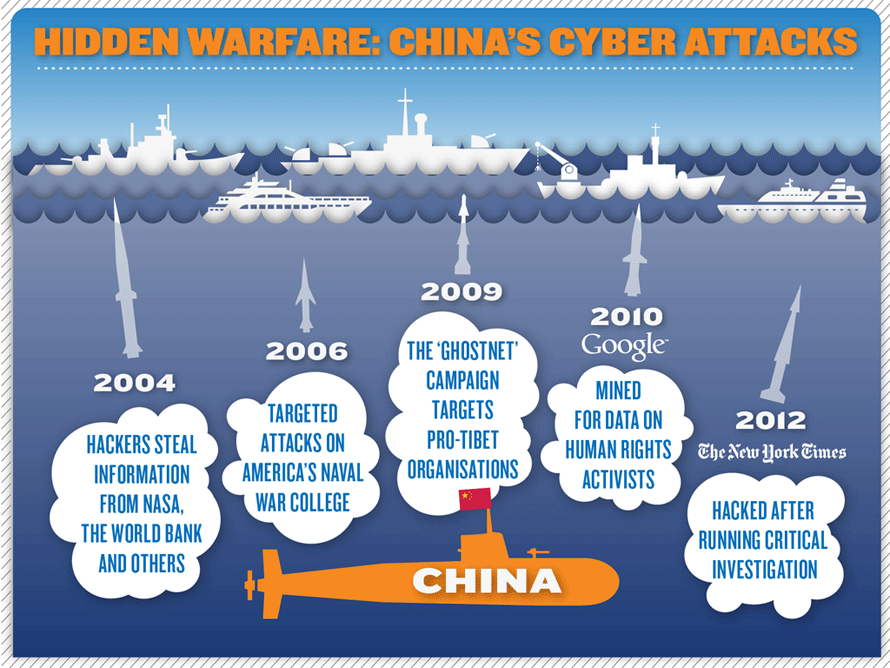 HIDDEN WARFARE: CHINA'S CYBER ATTACKS
2004
HACKERS STEAL
INFORMATION
FROM NASA,
THE WORLD BANK
AND OTHERS
2006
TARGETED
ATTACKS ON
AMERICA'S NAVAL
WAR COLLEGE
2009
THE 'GHOSTNET'
CAMPAIGN
TARGETS
PRO-TIBET
ORGANISATIONS
2010
Google™
MINED
FOR DATA ON
HUMAN RIGHTS
ACTIVISTS
2012
The New York Times
HACKED AFTER
RUNNING CRITICAL
INVESTIGATION
CHINA